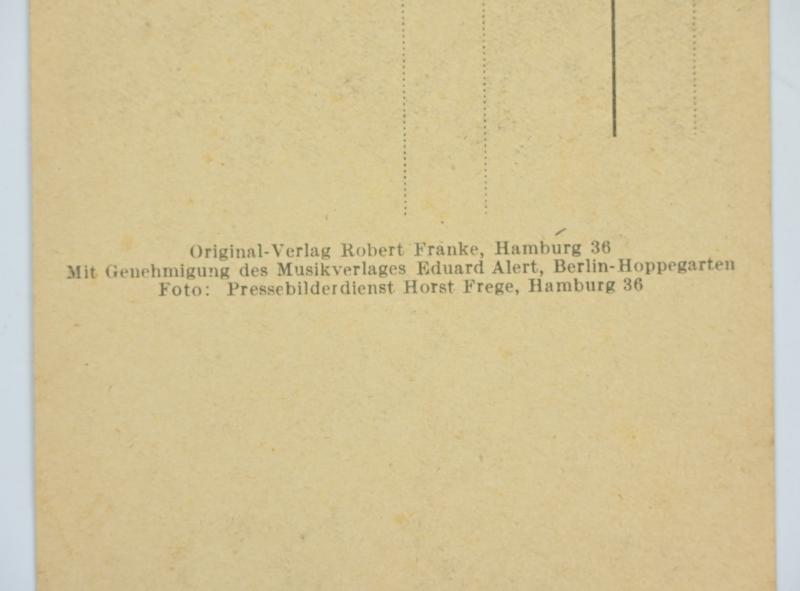 Original-Verlag Robert Franke, Hamburg 36
Mit Genehmigung des Musikverlages Eduard Alert, Berlin-Hoppegarten
Foto: Pressebilderdienst Horst Frege, Hamburg 36